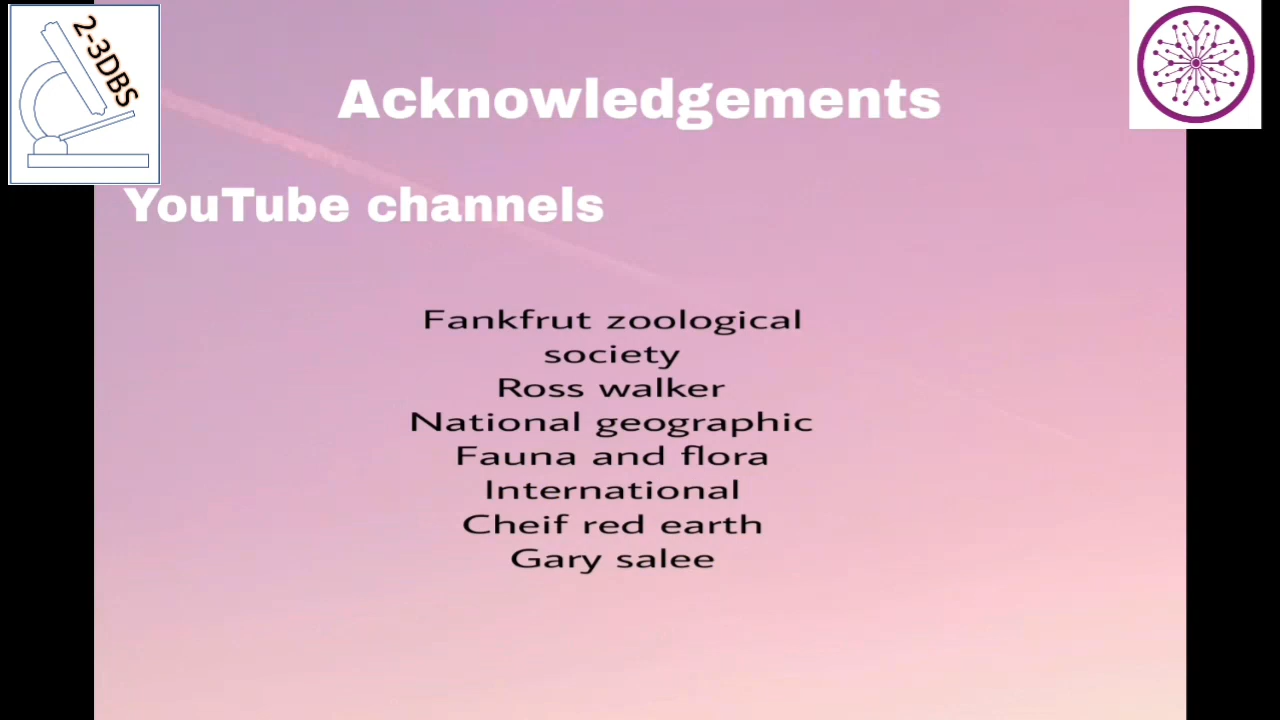 2-3DBS
Acknowledgements
YouTube channels
Fankfrut zoological
society
Ross walker
National geographic
Fauna and flora
International
Cheif red earth
Gary salee